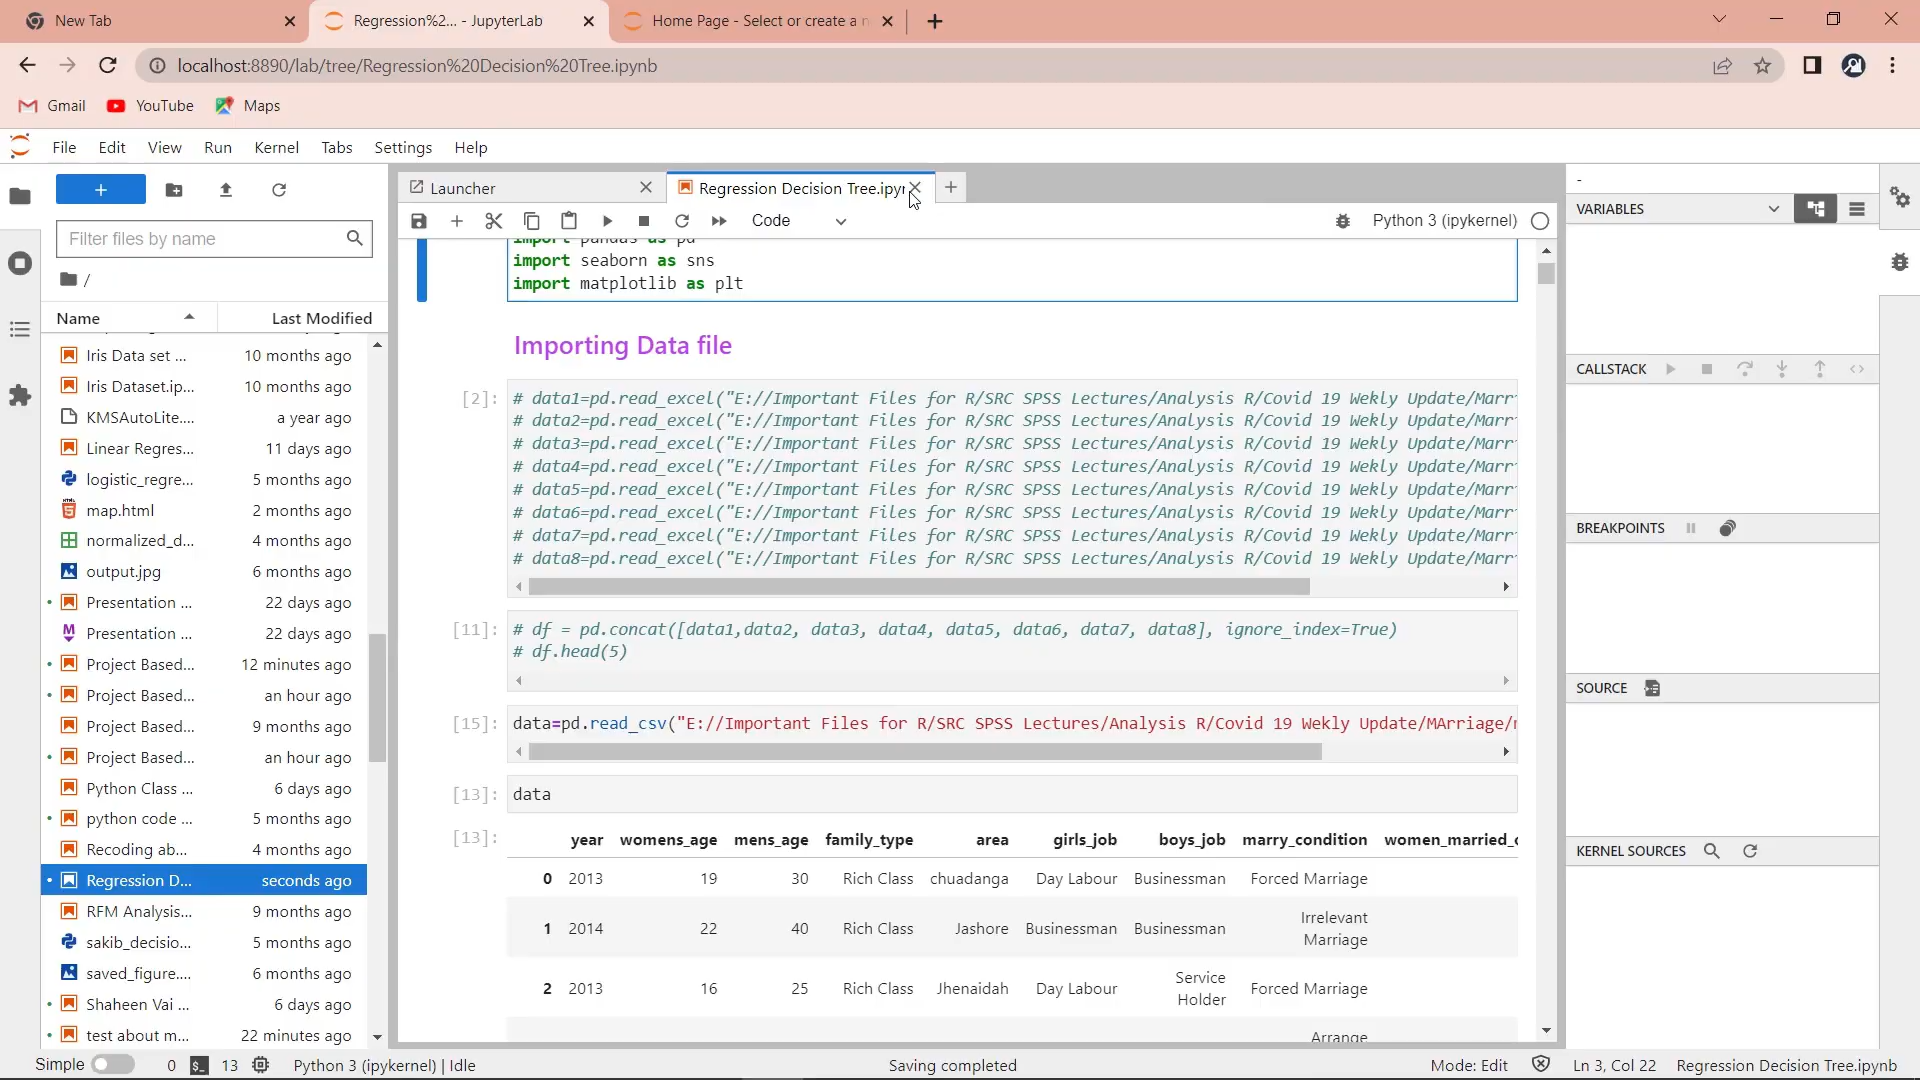 New Tab
Regression%2... - JupyterLab
Home Page - Select or create a n
localhost:8890/lab/tree/Regression%20Decision%20Tree.ipynb
Gmail
YouTube
Maps
File Edit View Run Kernel Tabs Settings Help
Launcher
Regression Decision Tree.ipyn
Code
Python 3 (ipykernel)
Filter files by name
/
Name
Last Modified
Iris Data set ... 10 months ago
Iris Dataset.ip... 10 months ago
KMSAutoLite.... a year ago
Linear Regres... 11 days ago
logistic_regre... 5 months ago
map.html 2 months ago
normalized_d... 4 months ago
output.jpg 6 months ago
Presentation ... 22 days ago
Presentation ... 22 days ago
Project Based... 12 minutes ago
Project Based... an hour ago
Project Based... 9 months ago
Project Based... an hour ago
Python Class ... 6 days ago
python code ... 5 months ago
Recoding ab... 4 months ago
Regression D... seconds ago
RFM Analysis... 9 months ago
sakib_decisio... 5 months ago
saved_figure.... 6 months ago
Shaheen Vai ... 6 days ago
test about m... 22 minutes ago
import pandas as pd
import seaborn as sns
import matplotlib as plt
Importing Data file
[2]:
# data1=pd.read_excel("E://Important Files for R/SRC SPSS Lectures/Analysis R/Covid 19 Wekly Update/Marr
# data2=pd.read_excel("E://Important Files for R/SRC SPSS Lectures/Analysis R/Covid 19 Wekly Update/Marr
# data3=pd.read_excel("E://Important Files for R/SRC SPSS Lectures/Analysis R/Covid 19 Wekly Update/Marr
# data4=pd.read_excel("E://Important Files for R/SRC SPSS Lectures/Analysis R/Covid 19 Wekly Update/Marr
# data5=pd.read_excel("E://Important Files for R/SRC SPSS Lectures/Analysis R/Covid 19 Wekly Update/Marr
# data6=pd.read_excel("E://Important Files for R/SRC SPSS Lectures/Analysis R/Covid 19 Wekly Update/Marr
# data7=pd.read_excel("E://Important Files for R/SRC SPSS Lectures/Analysis R/Covid 19 Wekly Update/Marr
# data8=pd.read_excel("E://Important Files for R/SRC SPSS Lectures/Analysis R/Covid 19 Wekly Update/Marr
[11]:
# df = pd.concat([data1,data2, data3, data4, data5, data6, data7, data8], ignore_index=True)
# df.head(5)
[15]:
data=pd.read_csv("E://Important Files for R/SRC SPSS Lectures/Analysis R/Covid 19 Wekly Update/MArriage/
[13]:
data
[13]:
year womens_age mens_age family_type area girls_job boys_job marry_condition women_married_
0 2013 19 30 Rich Class chuadanga Day Labour Businessman Forced Marriage
1 2014 22 40 Rich Class Jashore Businessman Businessman Irrelevant Marriage
2 2013 16 25 Rich Class Jhenaidah Day Labour Service Holder Forced Marriage
Arrange
-
VARIABLES
CALLSTACK
BREAKPOINTS
SOURCE
KERNEL SOURCES
Simple 0 13 Python 3 (ipykernel) | Idle
Saving completed
Mode: Edit
Ln 3, Col 22
Regression Decision Tree.ipynb